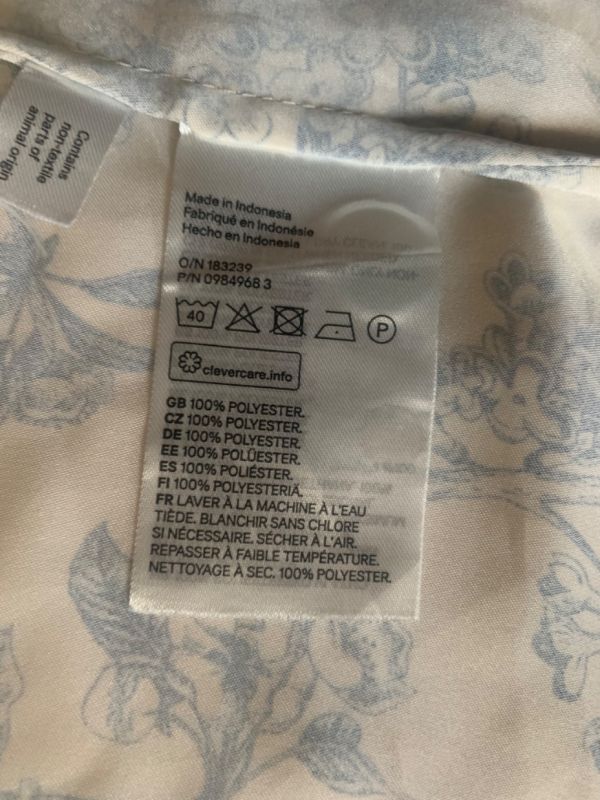 Contains
non-textile
parts of
animal origin
Made in Indonesia
Fabriqué en Indonésie
Hecho en Indonesia
O/N 183239
P/N 0984968 3
40
P
clevercare.info
GB 100% POLYESTER.
CZ 100% POLYESTER.
DE 100% POLYESTER.
EE 100% POLÜESTER.
ES 100% POLIÉSTER.
FI 100% POLYESTERIÄ.
FR LAVER À LA MACHINE À L'EAU
TIÈDE. BLANCHIR SANS CHLORE
SI NÉCESSAIRE. SÉCHER À L'AIR.
REPASSER À FAIBLE TEMPÉRATURE.
NETTOYAGE À SEC. 100% POLYESTER.